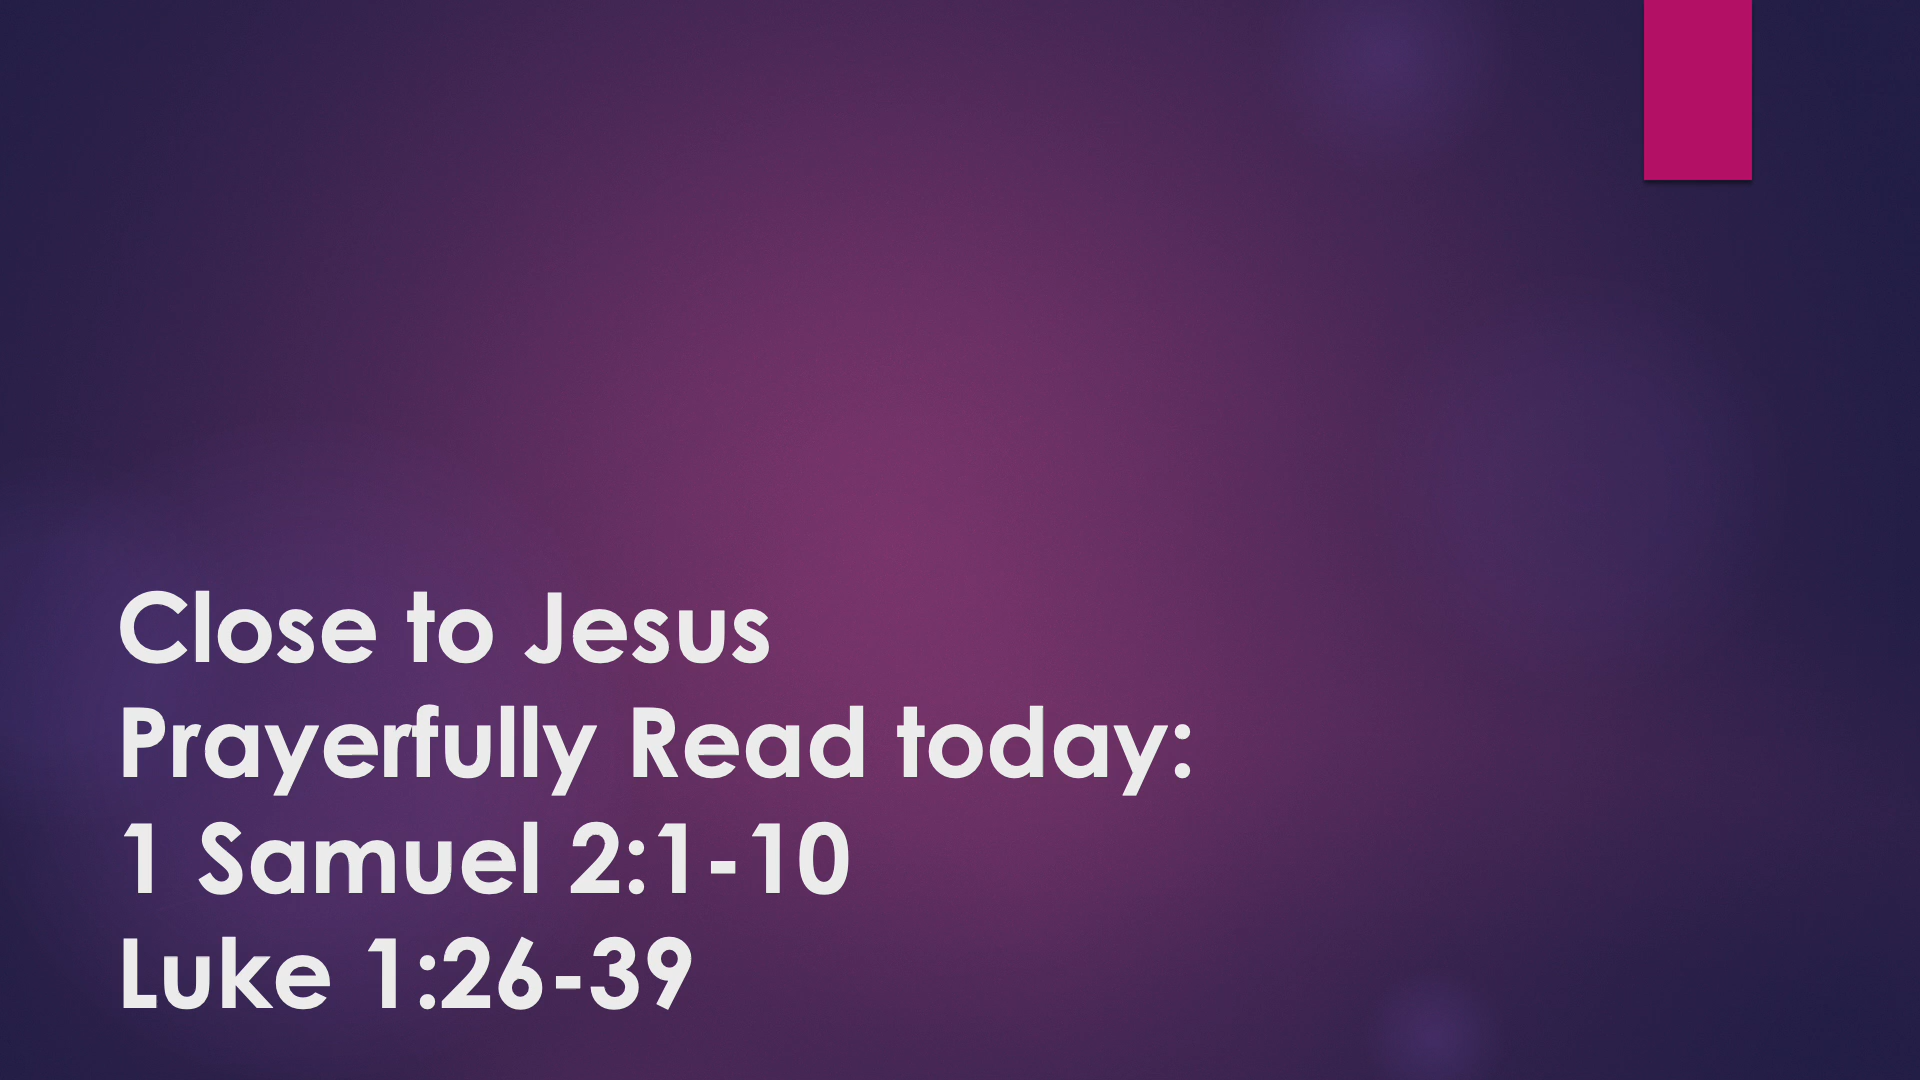 Close to Jesus
Prayerfully Read today:
1 Samuel 2:1-10
Luke 1:26-39